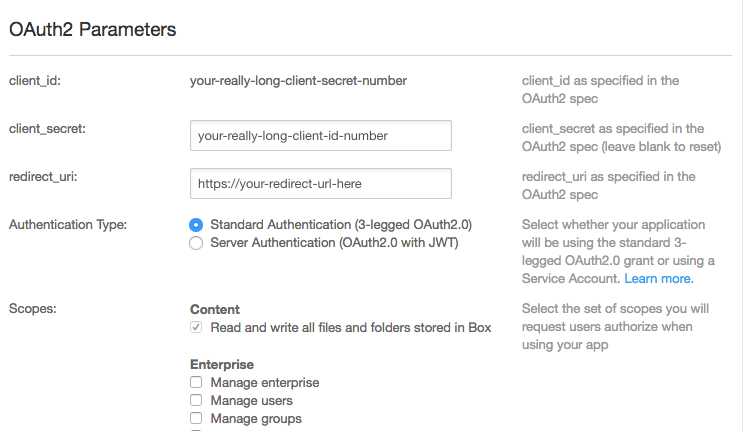 OAuth2 Parameters
client_id:
your-really-long-client-secret-number
client_id as specified in the
OAuth2 spec
client_secret:
your-really-long-client-id-number
client_secret as specified in the
OAuth2 spec (leave blank to reset)
redirect_uri:
https://your-redirect-url-here
redirect_uri as specified in the
OAuth2 spec
Authentication Type:
Standard Authentication (3-legged OAuth2.0)
Server Authentication (OAuth2.0 with JWT)
Select whether your application
will be using the standard 3-
legged OAuth2.0 grant or using a
Service Account. Learn more.
Scopes:
Content
Read and write all files and folders stored in Box
Select the set of scopes you will
request users authorize when
using your app
Enterprise
Manage enterprise
Manage users
Manage groups